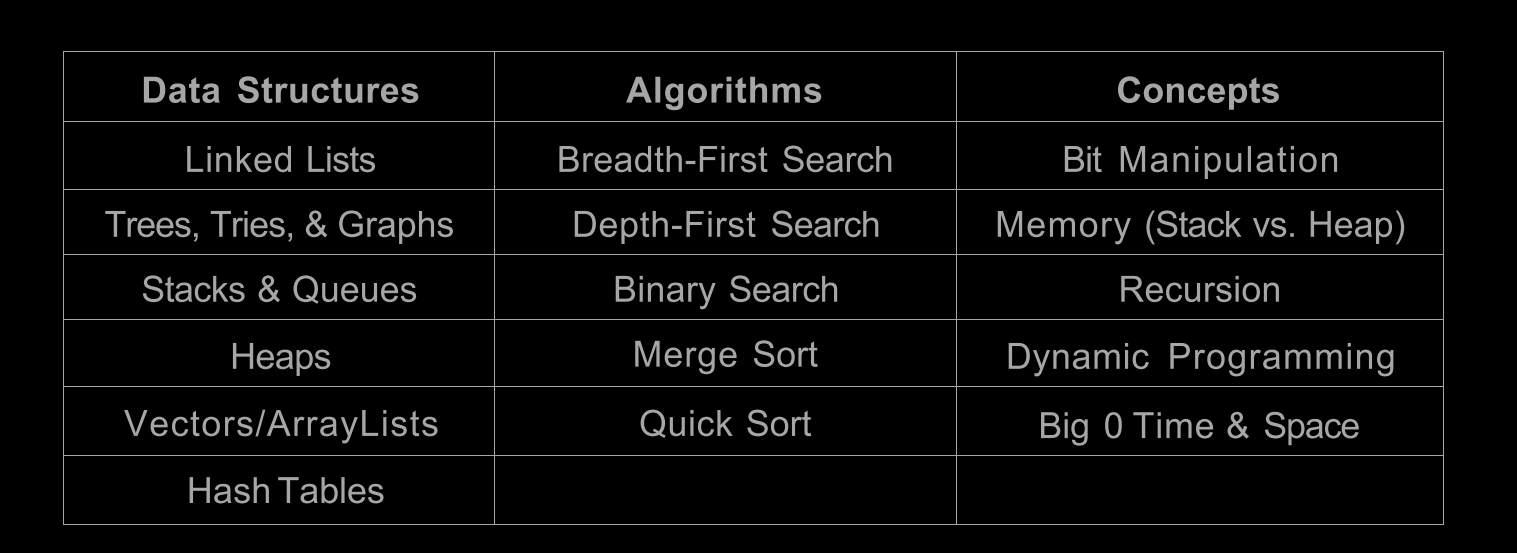 Data Structures Algorithms Concepts
Linked Lists Breadth-First Search Bit Manipulation
Trees, Tries, & Graphs Depth-First Search Memory (Stack vs. Heap)
Stacks & Queues Binary Search Recursion
Heaps Merge Sort Dynamic Programming
Vectors/ArrayLists Quick Sort Big 0 Time & Space
Hash Tables